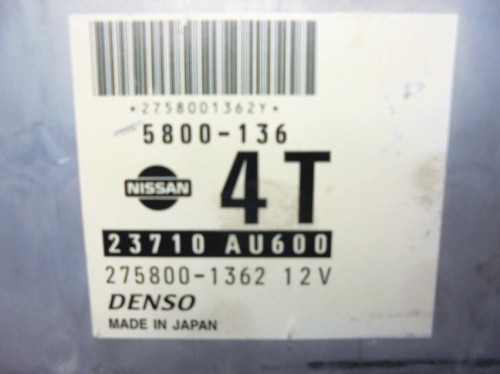 *2758001362Y*
5800-136
NISSAN 4T
23710 AU600
275800-1362 12V
DENSO
MADE IN JAPAN